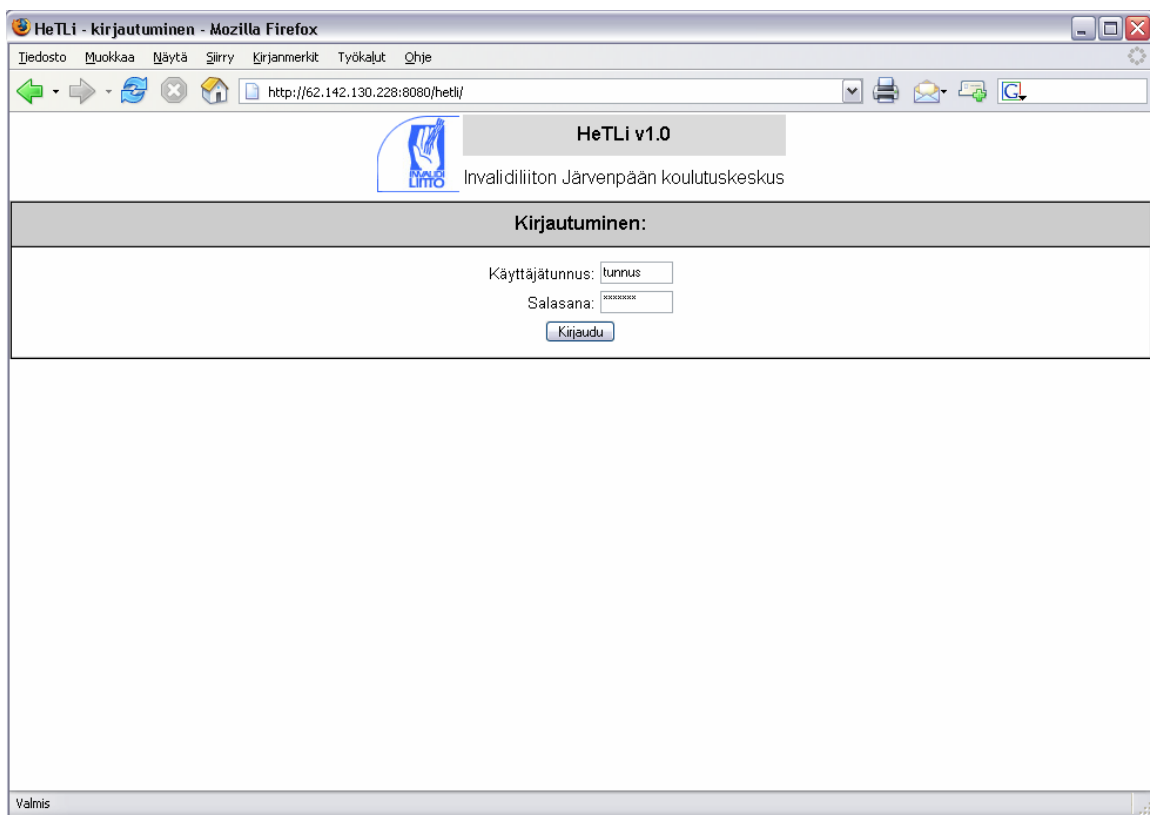 HeTLi - kirjautuminen - Mozilla Firefox
Tiedosto Muokkaa Näytä Siirry Kirjanmerkit Työkalut Ohje
http://62.142.130.228:8080/hetli/
G
HeTLi v1.0
INVALIDI
LIITTO
Invalidiliiton Järvenpään koulutuskeskus
Kirjautuminen:
Käyttäjätunnus: tunnus
Salasana: xxxxxxx
Kirjaudu
Valmis